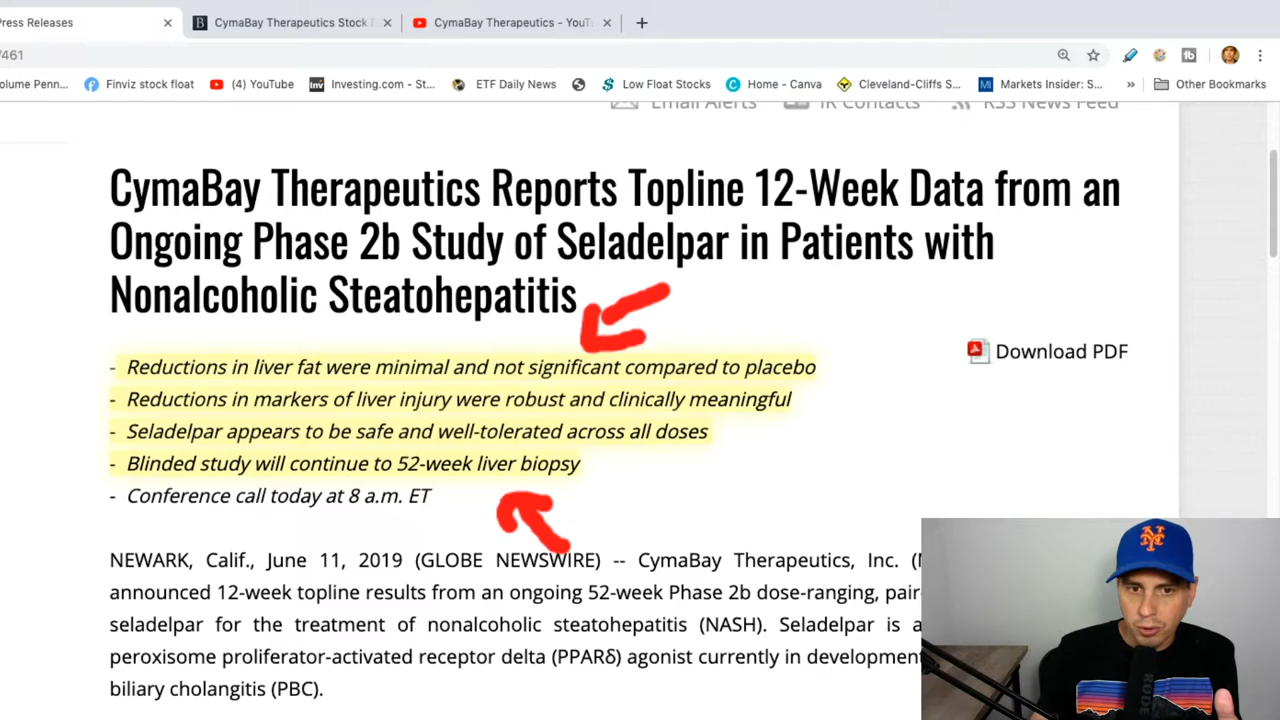 Press Releases
CymaBay Therapeutics Stock
CymaBay Therapeutics - YouT
/461
olume Penn...
Finviz stock float
(4) YouTube
Investing.com - St...
ETF Daily News
Low Float Stocks
Home - Canva
Cleveland-Cliffs S...
Markets Insider: S...
»
Other Bookmarks
Email Alerts
IR Contacts
RSS News Feed
CymaBay Therapeutics Reports Topline 12-Week Data from an
Ongoing Phase 2b Study of Seladelpar in Patients with
Nonalcoholic Steatohepatitis
Download PDF
- Reductions in liver fat were minimal and not significant compared to placebo
- Reductions in markers of liver injury were robust and clinically meaningful
- Seladelpar appears to be safe and well-tolerated across all doses
- Blinded study will continue to 52-week liver biopsy
- Conference call today at 8 a.m. ET
NEWARK, Calif., June 11, 2019 (GLOBE NEWSWIRE) -- CymaBay Therapeutics, Inc. (N
announced 12-week topline results from an ongoing 52-week Phase 2b dose-ranging, pair
seladelpar for the treatment of nonalcoholic steatohepatitis (NASH). Seladelpar is a
peroxisome proliferator-activated receptor delta (PPARδ) agonist currently in development
biliary cholangitis (PBC).
RODE